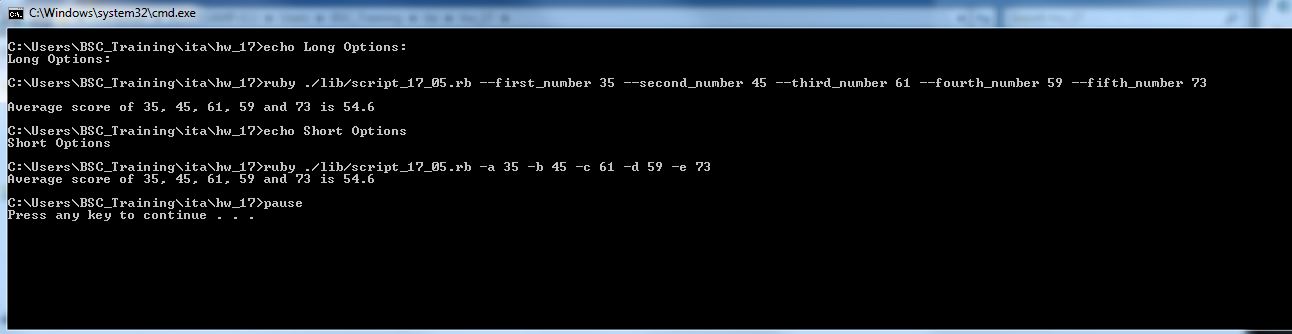 C:\Windows\system32\cmd.exe
C:\Users\BSC_Training\ita\hw_17>echo Long Options:
Long Options:
C:\Users\BSC_Training\ita\hw_17>ruby ./lib/script_17_05.rb --first_number 35 --second_number 45 --third_number 61 --fourth_number 59 --fifth_number 73
Average score of 35, 45, 61, 59 and 73 is 54.6
C:\Users\BSC_Training\ita\hw_17>echo Short Options
Short Options
C:\Users\BSC_Training\ita\hw_17>ruby ./lib/script_17_05.rb -a 35 -b 45 -c 61 -d 59 -e 73
Average score of 35, 45, 61, 59 and 73 is 54.6
C:\Users\BSC_Training\ita\hw_17>pause
Press any key to continue . . .